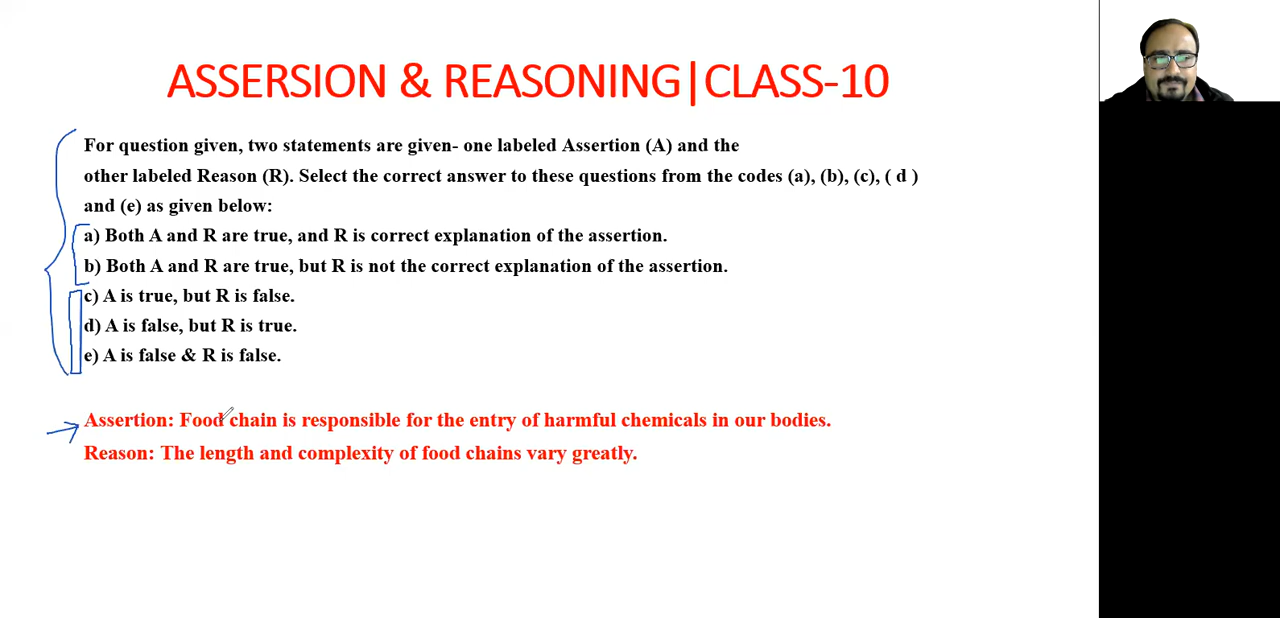 ASSERSION & REASONING|CLASS-10
For question given, two statements are given- one labeled Assertion (A) and the
other labeled Reason (R). Select the correct answer to these questions from the codes (a), (b), (c), ( d )
and (e) as given below:
a) Both A and R are true, and R is correct explanation of the assertion.
b) Both A and R are true, but R is not the correct explanation of the assertion.
c) A is true, but R is false.
d) A is false, but R is true.
e) A is false & R is false.
Assertion: Food chain is responsible for the entry of harmful chemicals in our bodies.
Reason: The length and complexity of food chains vary greatly.